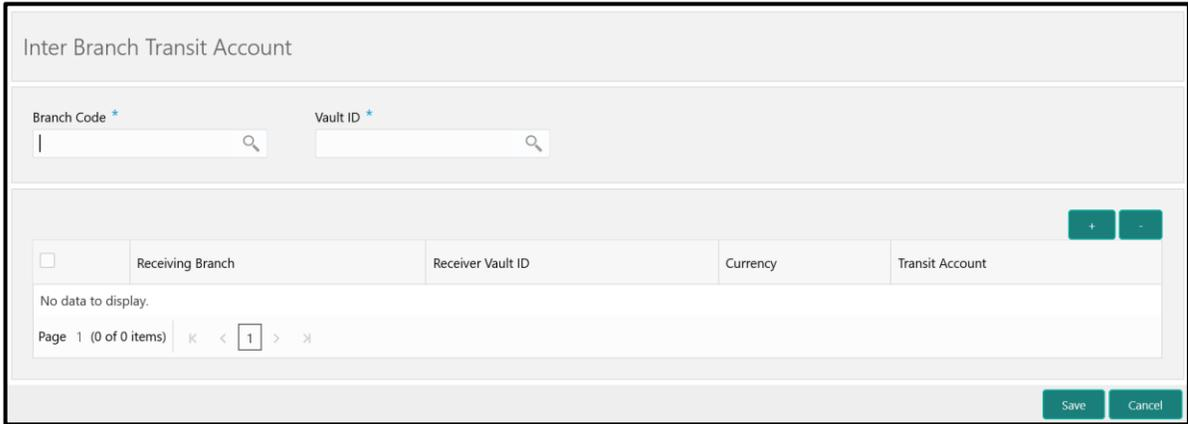 Inter Branch Transit Account
Branch Code * Vault ID *
+ -
Receiving Branch Receiver Vault ID Currency Transit Account
No data to display.
Page 1 (0 of 0 items) K < 1 > >|
Save Cancel